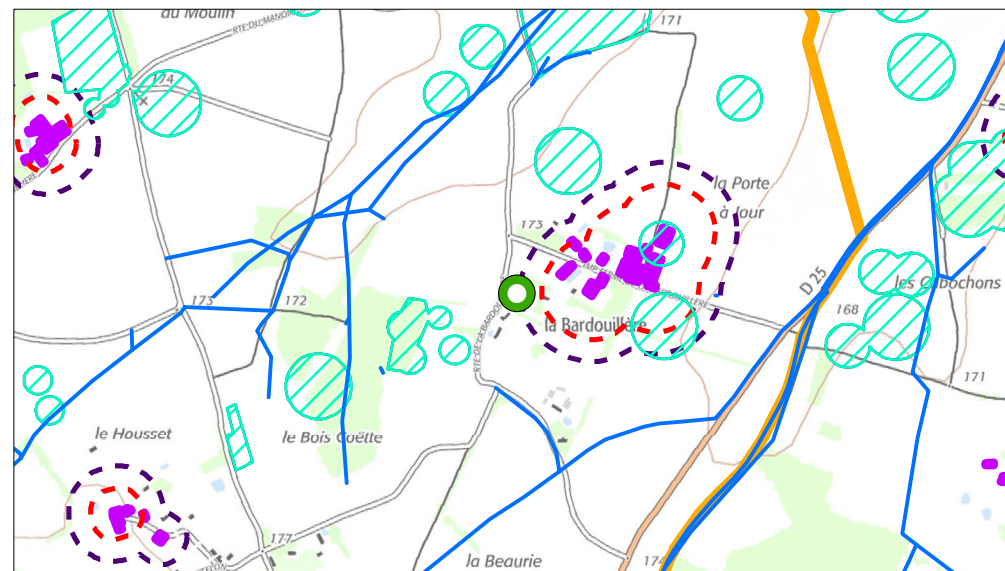 du Moulin
RTE DU MANOIR
171
174
la Porte
à Jour
173
D 25
les Cabochons
173
172
168
la Bardouillère
171
le Housset
le Bois Goëtte
177
la Beaurie
174